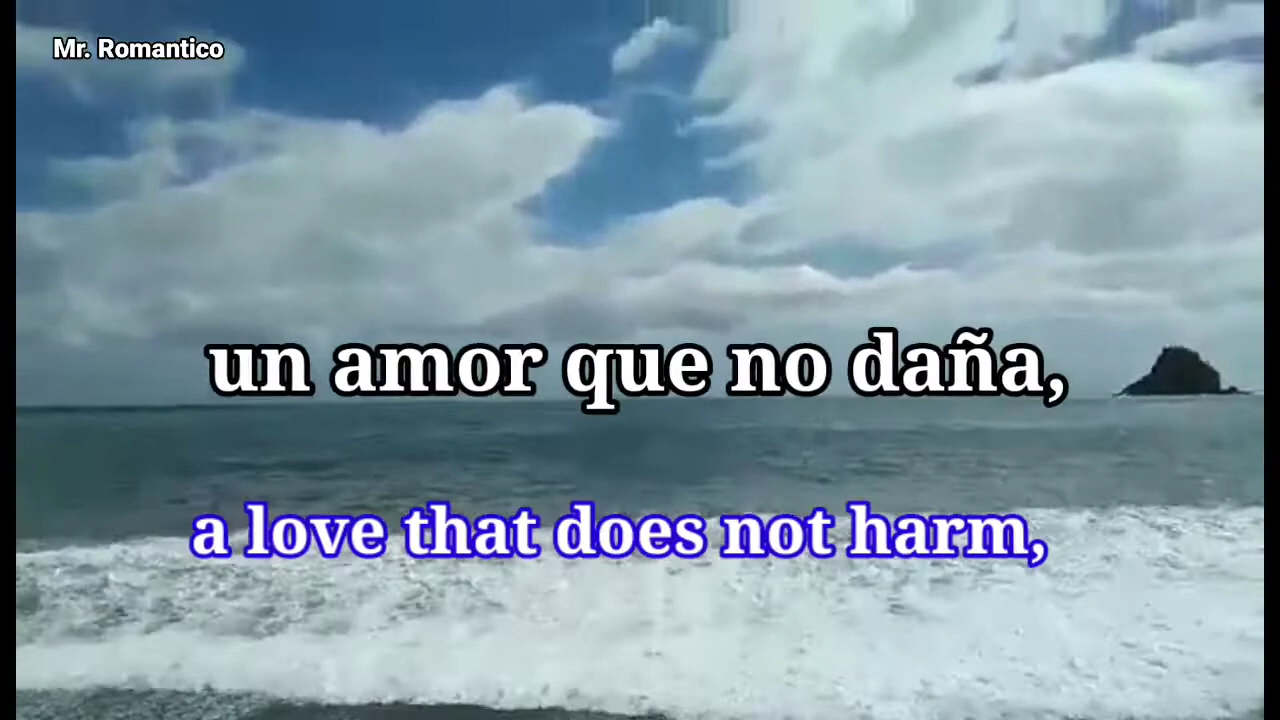 Mr. Romantico
un amor que no daña,
a love that does not harm,